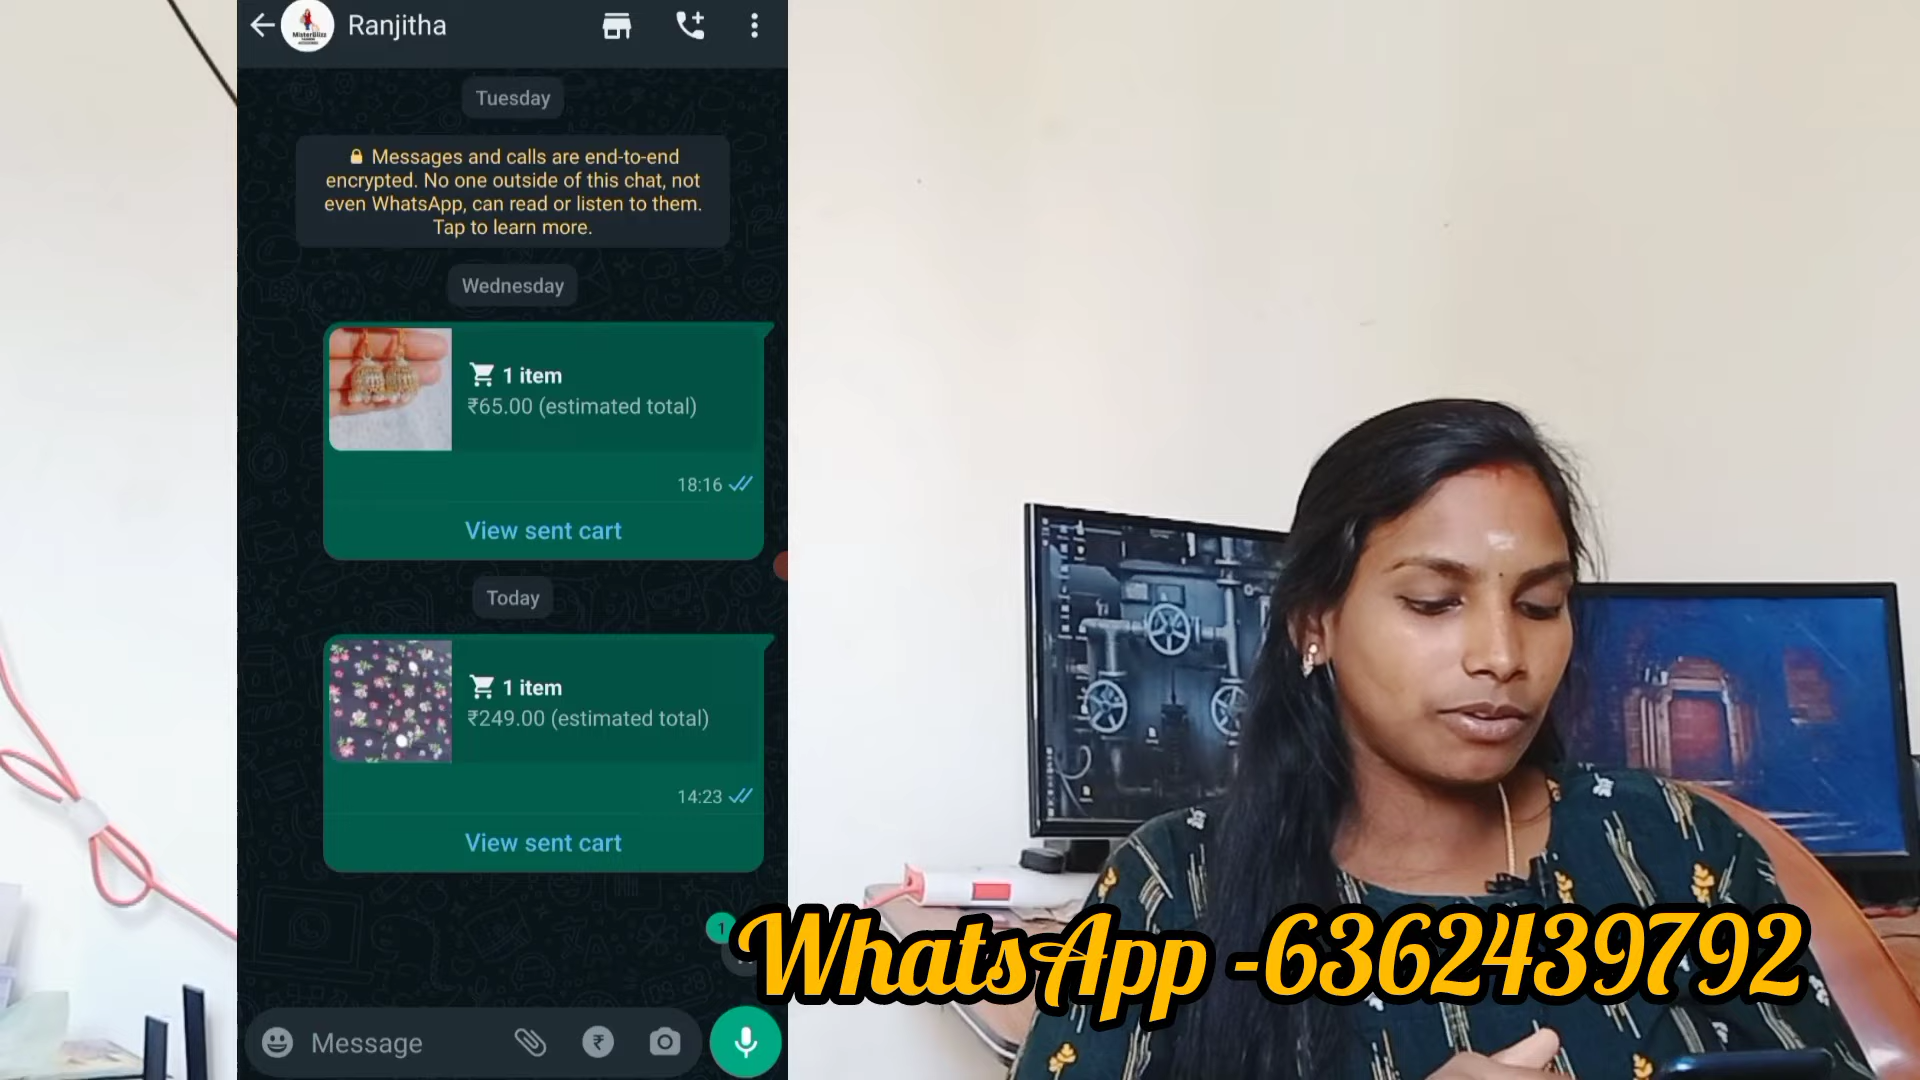 Ranjitha
MisterBlizz
Tuesday
Messages and calls are end-to-end
encrypted. No one outside of this chat, not
even WhatsApp, can read or listen to them.
Tap to learn more.
Wednesday
1 item
₹65.00 (estimated total)
18:16
View sent cart
Today
1 item
₹249.00 (estimated total)
14:23
View sent cart
1
Message
₹
WhatsApp -6362439792